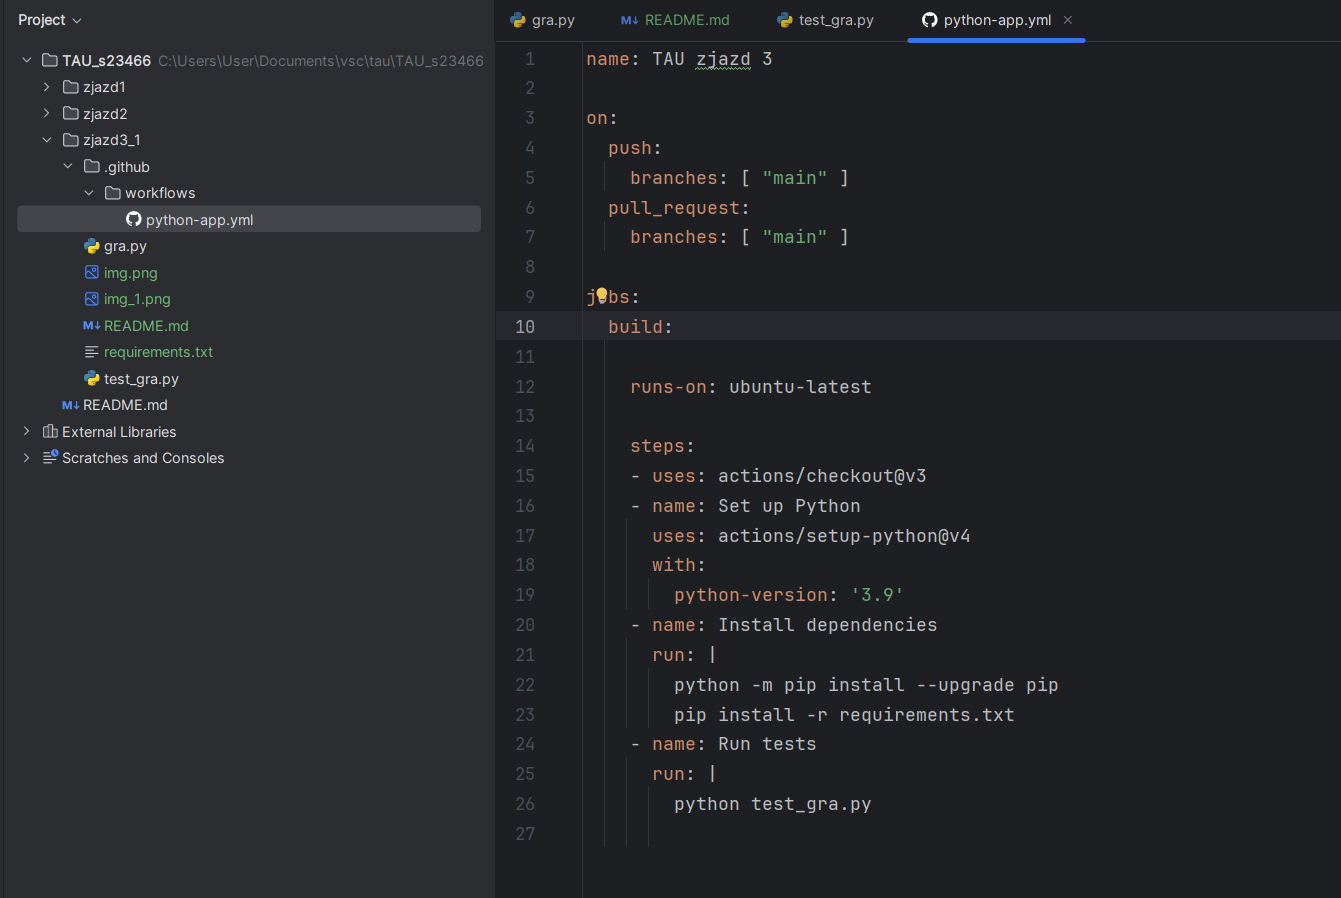 Project
TAU_s23466 C:\Users\User\Documents\vsc\tau\TAU_s23466
zjazd1
zjazd2
zjazd3_1
.github
workflows
python-app.yml
gra.py
img.png
img_1.png
M↓ README.md
requirements.txt
test_gra.py
M↓ README.md
External Libraries
Scratches and Consoles
gra.py M↓ README.md test_gra.py python-app.yml ×
1 name: TAU zjazd 3
2
3 on:
4 push:
5 branches: [ "main" ]
6 pull_request:
7 branches: [ "main" ]
8
9 jobs:
10 build:
11
12 runs-on: ubuntu-latest
13
14 steps:
15 - uses: actions/checkout@v3
16 - name: Set up Python
17 uses: actions/setup-python@v4
18 with:
19 python-version: '3.9'
20 - name: Install dependencies
21 run: |
22 python -m pip install --upgrade pip
23 pip install -r requirements.txt
24 - name: Run tests
25 run: |
26 python test_gra.py
27